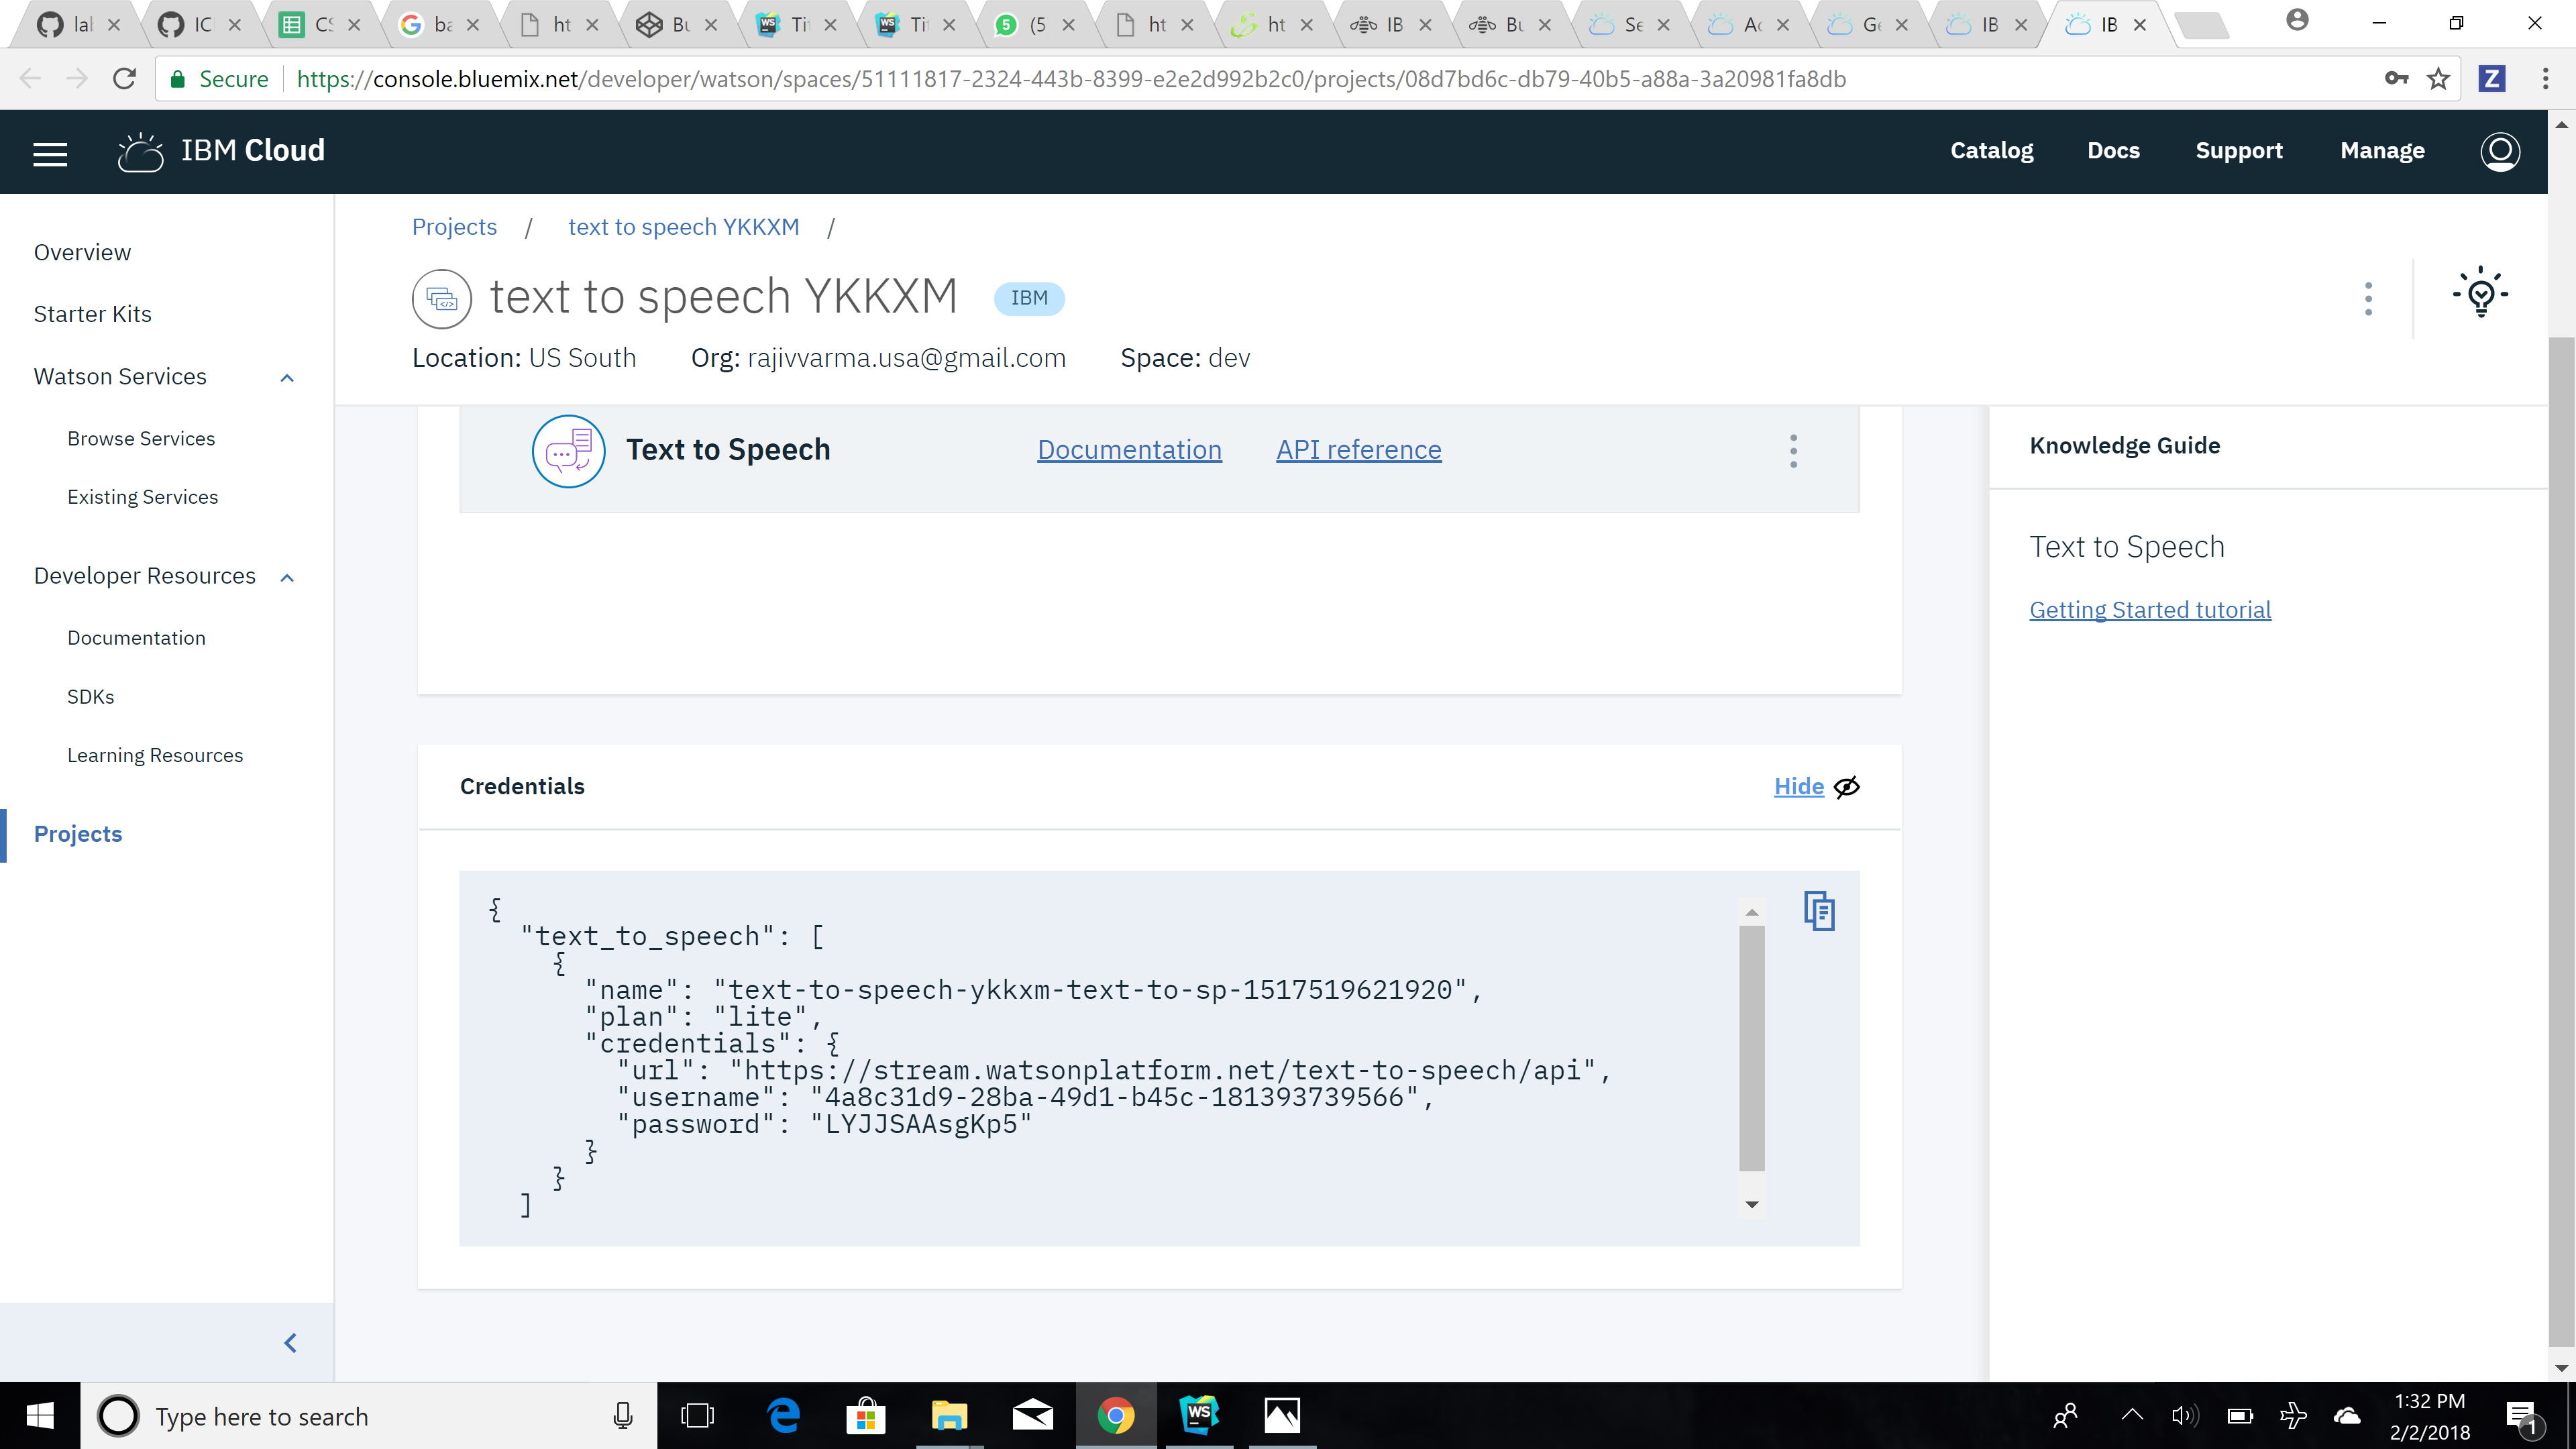 lal
IC
CS
ba
ht
Bu
Ti
Ti
5 (5
ht
ht
IB
Bu
Se
Ac
Ge
IB
IB
Secure https://console.bluemix.net/developer/watson/spaces/51111817-2324-443b-8399-e2e2d992b2c0/projects/08d7bd6c-db79-40b5-a88a-3a20981fa8db
Z
IBM Cloud
Catalog Docs Support Manage
Overview
Starter Kits
Watson Services
Browse Services
Existing Services
Developer Resources
Documentation
SDKs
Learning Resources
Projects
Projects / text to speech YKKXM /
text to speech YKKXM IBM
Location: US South Org: rajivvarma.usa@gmail.com Space: dev
Text to Speech Documentation API reference
Knowledge Guide
Text to Speech
Getting Started tutorial
Credentials Hide
{
"text_to_speech": [
{
"name": "text-to-speech-ykkxm-text-to-sp-1517519621920",
"plan": "lite",
"credentials": {
"url": "https://stream.watsonplatform.net/text-to-speech/api",
"username": "4a8c31d9-28ba-49d1-b45c-181393739566",
"password": "LYJJSAAsgKp5"
}
}
]
Type here to search
WS
1:32 PM
2/2/2018
1